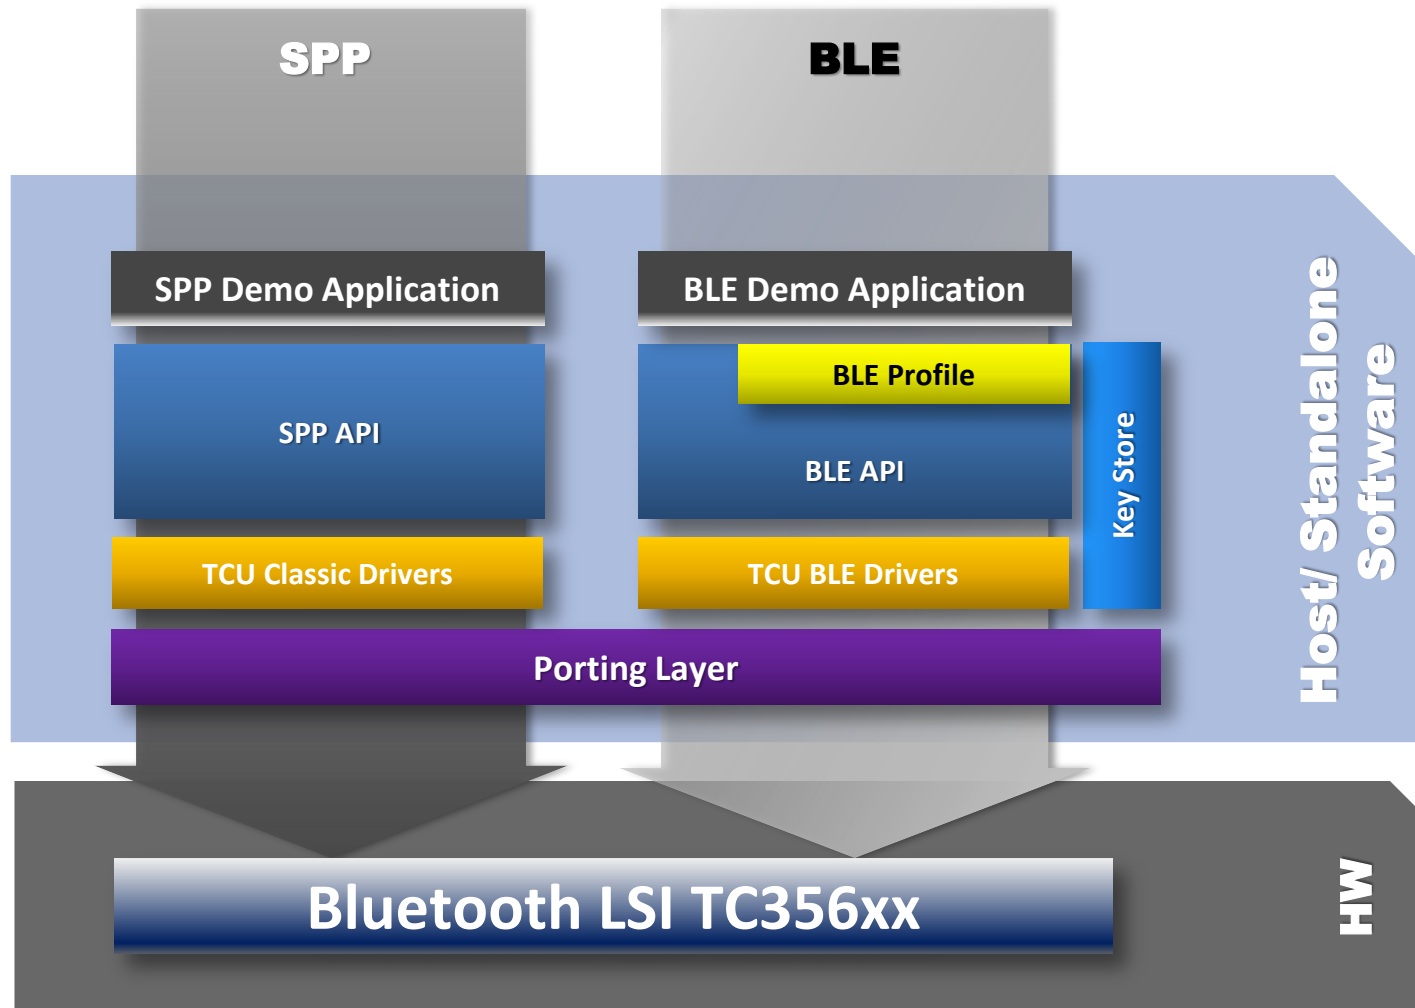 SPP
BLE
SPP Demo Application
BLE Demo Application
BLE Profile
SPP API
BLE API
Key Store
TCU Classic Drivers
TCU BLE Drivers
Porting Layer
Host/ Standalone
Software
Bluetooth LSI TC356xx
HW